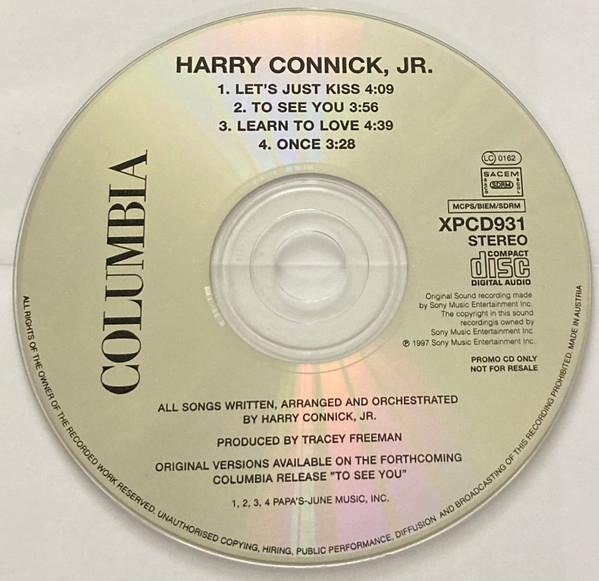 HARRY CONNICK, JR.
1. LET'S JUST KISS 4:09
2. TO SEE YOU 3:56
3. LEARN TO LOVE 4:39
4. ONCE 3:28
COLUMBIA
LC 0162
SACEM
SDRM
MCPS/BIEM/SDRM
XPCD931
STEREO
COMPACT
disc
DIGITAL AUDIO
Original Sound recording made
by Sony Music Entertainment Inc.
The copyright in this sound
recordingis owned by
Sony Music Entertainment Inc.
℗ 1997 Sony Music Entertainment Inc.
PROMO CD ONLY
NOT FOR RESALE
ALL SONGS WRITTEN, ARRANGED AND ORCHESTRATED
BY HARRY CONNICK, JR.
PRODUCED BY TRACEY FREEMAN
ORIGINAL VERSIONS AVAILABLE ON THE FORTHCOMING
COLUMBIA RELEASE "TO SEE YOU"
1, 2, 3, 4 PAPA'S-JUNE MUSIC, INC.
ALL RIGHTS OF THE OWNER OF THE RECORDED WORK RESERVED. UNAUTHORISED COPYING, HIRING, PUBLIC PERFORMANCE, DIFFUSION AND BROADCASTING OF THIS RECORDING PROHIBITED. MADE IN AUSTRIA